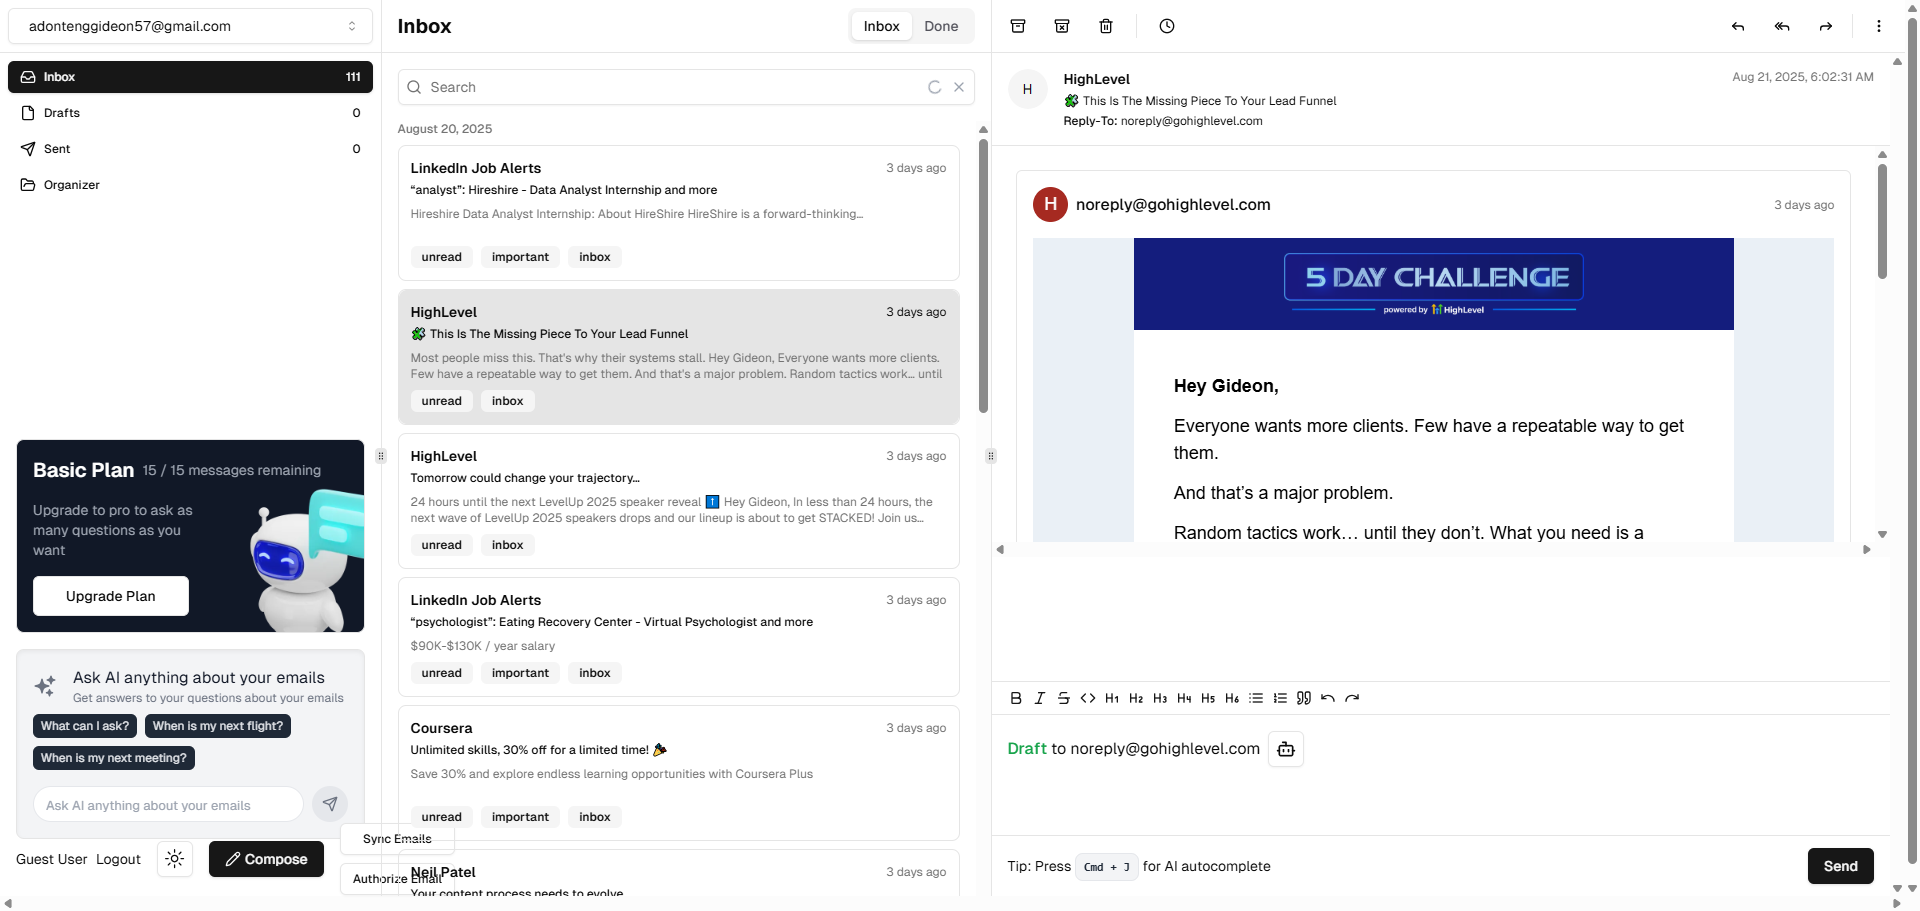 adontenggideon57@gmail.com
Inbox 111
Drafts 0
Sent 0
Organizer
Basic Plan 15 / 15 messages remaining
Upgrade to pro to ask as
many questions as you
want
Upgrade Plan
Ask AI anything about your emails
Get answers to your questions about your emails
What can I ask? When is my next flight?
When is my next meeting?
Ask AI anything about your emails
Guest User Logout Compose
Sync Emails
Authorize Email
Inbox
Inbox Done
Search
August 20, 2025
LinkedIn Job Alerts 3 days ago
“analyst”: Hireshire - Data Analyst Internship and more
Hireshire Data Analyst Internship: About HireShire HireShire is a forward-thinking…
unread important inbox
HighLevel 3 days ago
🧩 This Is The Missing Piece To Your Lead Funnel
Most people miss this. That's why their systems stall. Hey Gideon, Everyone wants more clients.
Few have a repeatable way to get them. And that's a major problem. Random tactics work… until
unread inbox
HighLevel 3 days ago
Tomorrow could change your trajectory…
24 hours until the next LevelUp 2025 speaker reveal ⬆️ Hey Gideon, In less than 24 hours, the
next wave of LevelUp 2025 speakers drops and our lineup is about to get STACKED! Join us…
unread inbox
LinkedIn Job Alerts 3 days ago
“psychologist”: Eating Recovery Center - Virtual Psychologist and more
$90K-$130K / year salary
unread important inbox
Coursera 3 days ago
Unlimited skills, 30% off for a limited time! 🎉
Save 30% and explore endless learning opportunities with Coursera Plus
unread important inbox
Neil Patel 3 days ago
Your content process needs to evolve
H
HighLevel Aug 21, 2025, 6:02:31 AM
🧩 This Is The Missing Piece To Your Lead Funnel
Reply-To: noreply@gohighlevel.com
H noreply@gohighlevel.com 3 days ago
5 DAY CHALLENGE
powered by HighLevel
Hey Gideon,
Everyone wants more clients. Few have a repeatable way to get
them.
And that’s a major problem.
Random tactics work… until they don’t. What you need is a
B I S <> H1 H2 H3 H4 H5 H6
Draft to noreply@gohighlevel.com
Tip: Press Cmd + J for AI autocomplete
Send